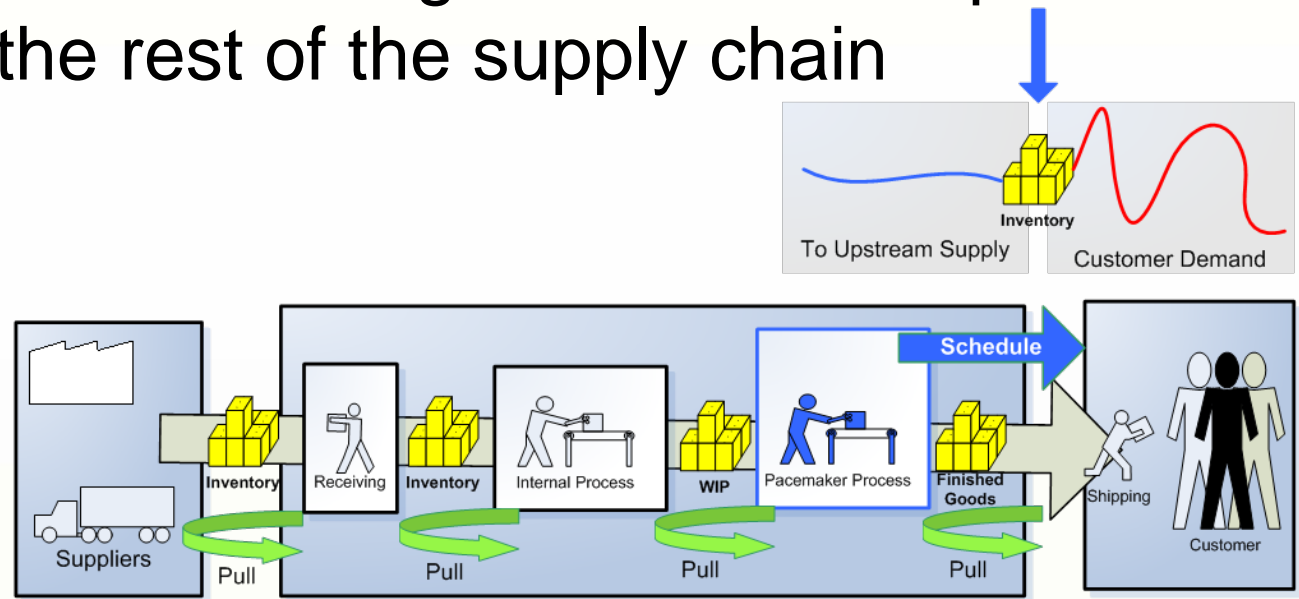 the rest of the supply chain
Inventory
To Upstream Supply
Customer Demand
Schedule
Inventory
Receiving
Inventory
Internal Process
WIP
Pacemaker Process
Finished
Goods
Shipping
Suppliers
Customer
Pull
Pull
Pull
Pull